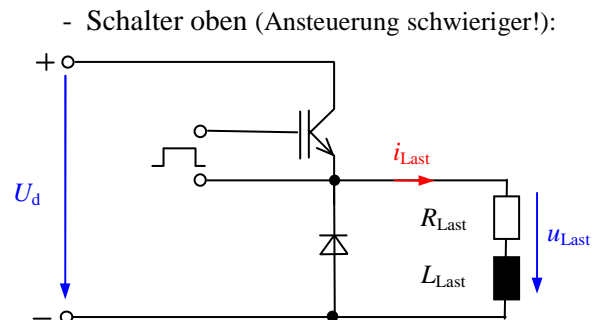 - Schalter oben (Ansteuerung schwieriger!):
+
i_Last
U_d
R_Last
u_Last
L_Last
–